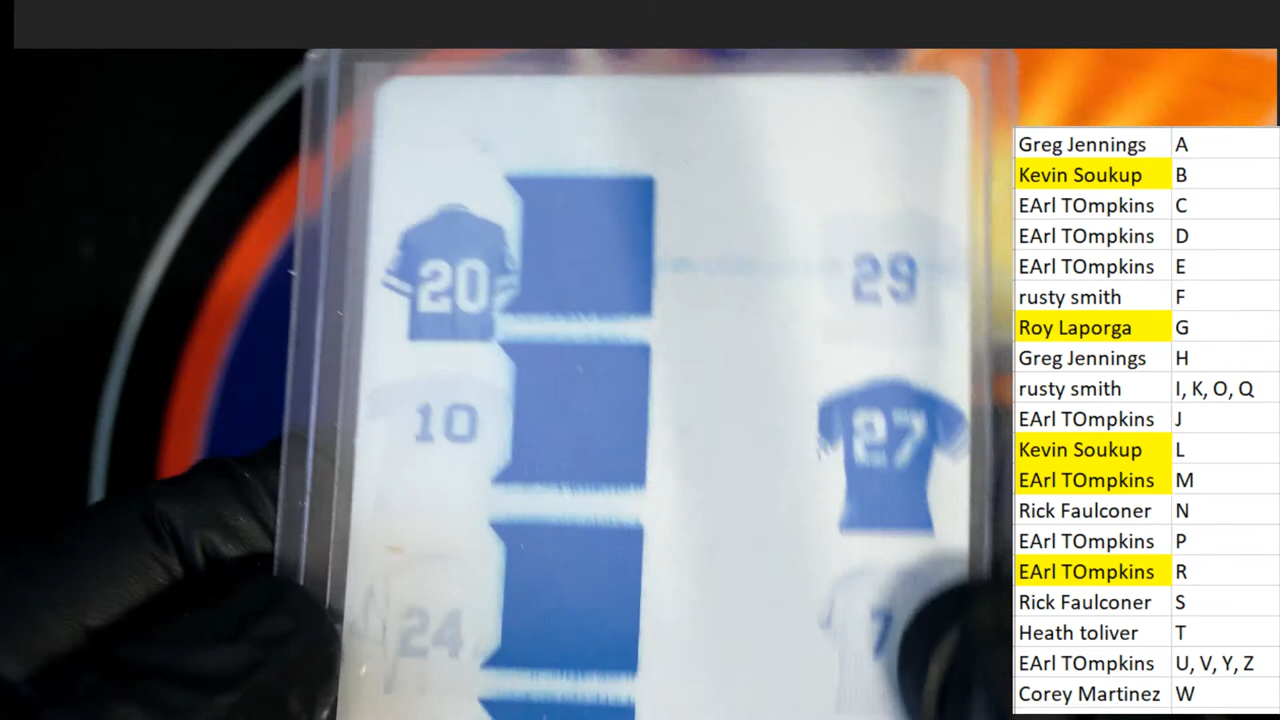 20
29
10
27
24
7
Greg Jennings A
Kevin Soukup B
EArl TOmpkins C
EArl TOmpkins D
EArl TOmpkins E
rusty smith F
Roy Laporga G
Greg Jennings H
rusty smith I, K, O, Q
EArl TOmpkins J
Kevin Soukup L
EArl TOmpkins M
Rick Faulconer N
EArl TOmpkins P
EArl TOmpkins R
Rick Faulconer S
Heath toliver T
EArl TOmpkins U, V, Y, Z
Corey Martinez W